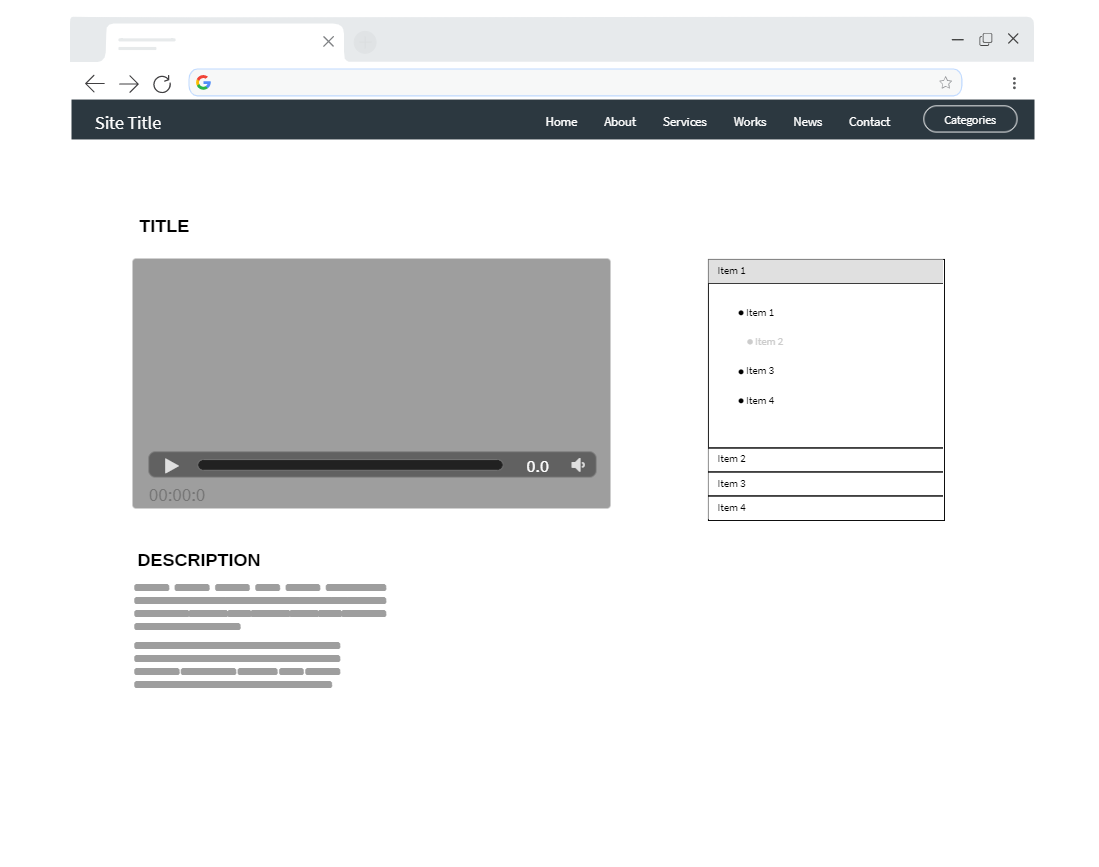 Site Title Home About Services Works News Contact Categories
TITLE
Item 1
Item 1
Item 2
Item 3
Item 4
Item 2
Item 3
Item 4
0.0
00:00:0
DESCRIPTION